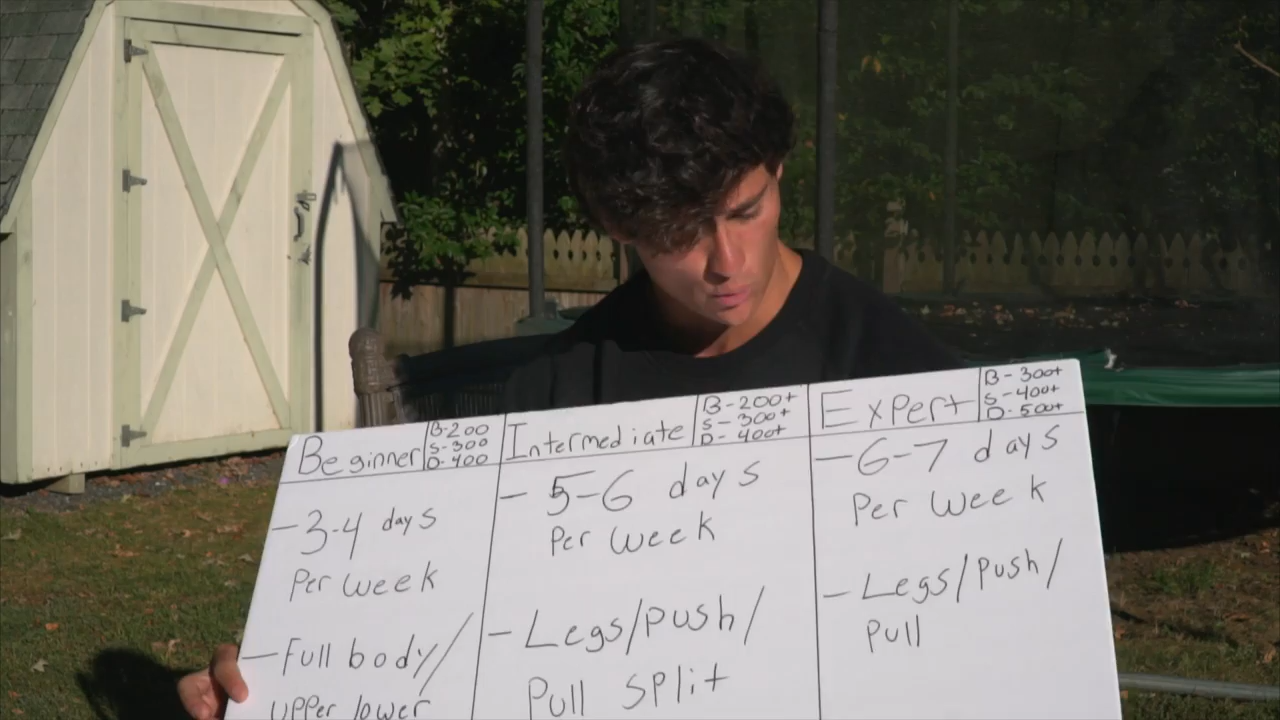 Beginner
B-200
S-300
D-400
-3-4 days
Per week
-Full body/
upper lower
Intermediate
B-200+
S-300+
D-400+
- 5-6 days
Per week
-Legs/push/
Pull split
Expert
B-300+
S-400+
D-500+
-6-7 days
Per week
-Legs/push/
Pull